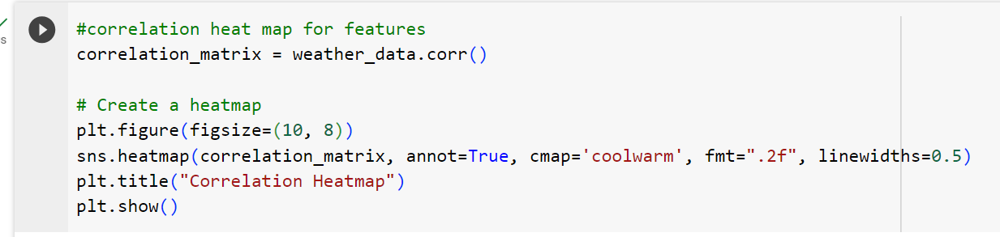 #correlation heat map for features
correlation_matrix = weather_data.corr()
# Create a heatmap
plt.figure(figsize=(10, 8))
sns.heatmap(correlation_matrix, annot=True, cmap='coolwarm', fmt=".2f", linewidths=0.5)
plt.title("Correlation Heatmap")
plt.show()
s